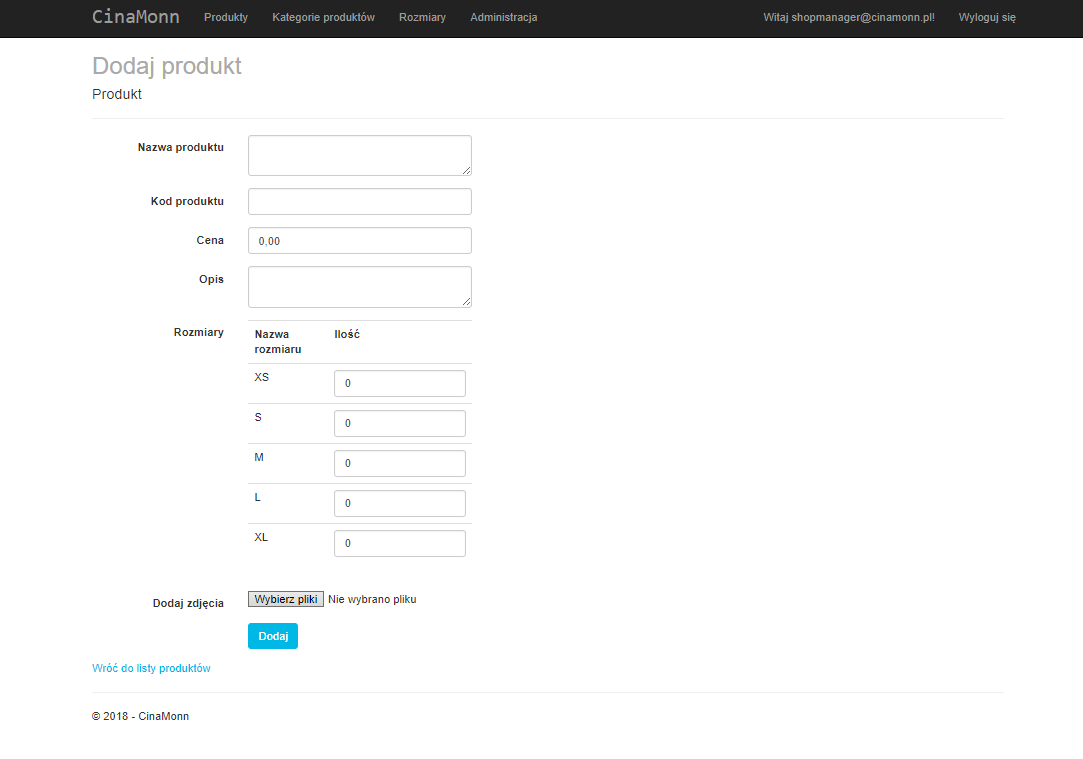 CinaMonn Produkty Kategorie produktów Rozmiary Administracja Witaj shopmanager@cinamonn.pl! Wyloguj się
Dodaj produkt
Produkt
Nazwa produktu
Kod produktu
Cena 0,00
Opis
Rozmiary Nazwa rozmiaru Ilość
XS 0
S 0
M 0
L 0
XL 0
Dodaj zdjęcia Wybierz pliki Nie wybrano pliku
Dodaj
Wróć do listy produktów
© 2018 - CinaMonn